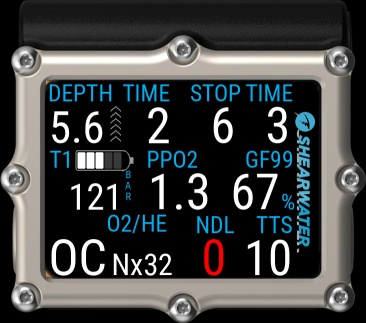 DEPTH TIME STOP TIME
5.6 2 6 3
T1 PPO2 GF99
121 BAR 1.3 67%
O2/HE NDL TTS
OC Nx32 0 10
SHEARWATER